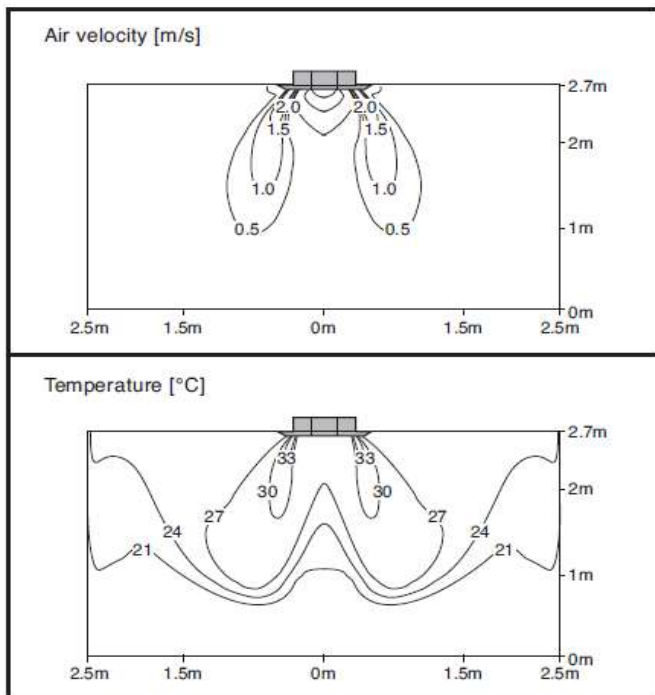 Air velocity [m/s]
2.7m
2.0 2.0
1.5 1.5
2m
1.0 1.0
0.5 0.5
1m
0m
2.5m 1.5m 0m 1.5m 2.5m
Temperature [°C]
2.7m
33 33
30 30
2m
27 27
24 24
21 21
1m
0m
2.5m 1.5m 0m 1.5m 2.5m